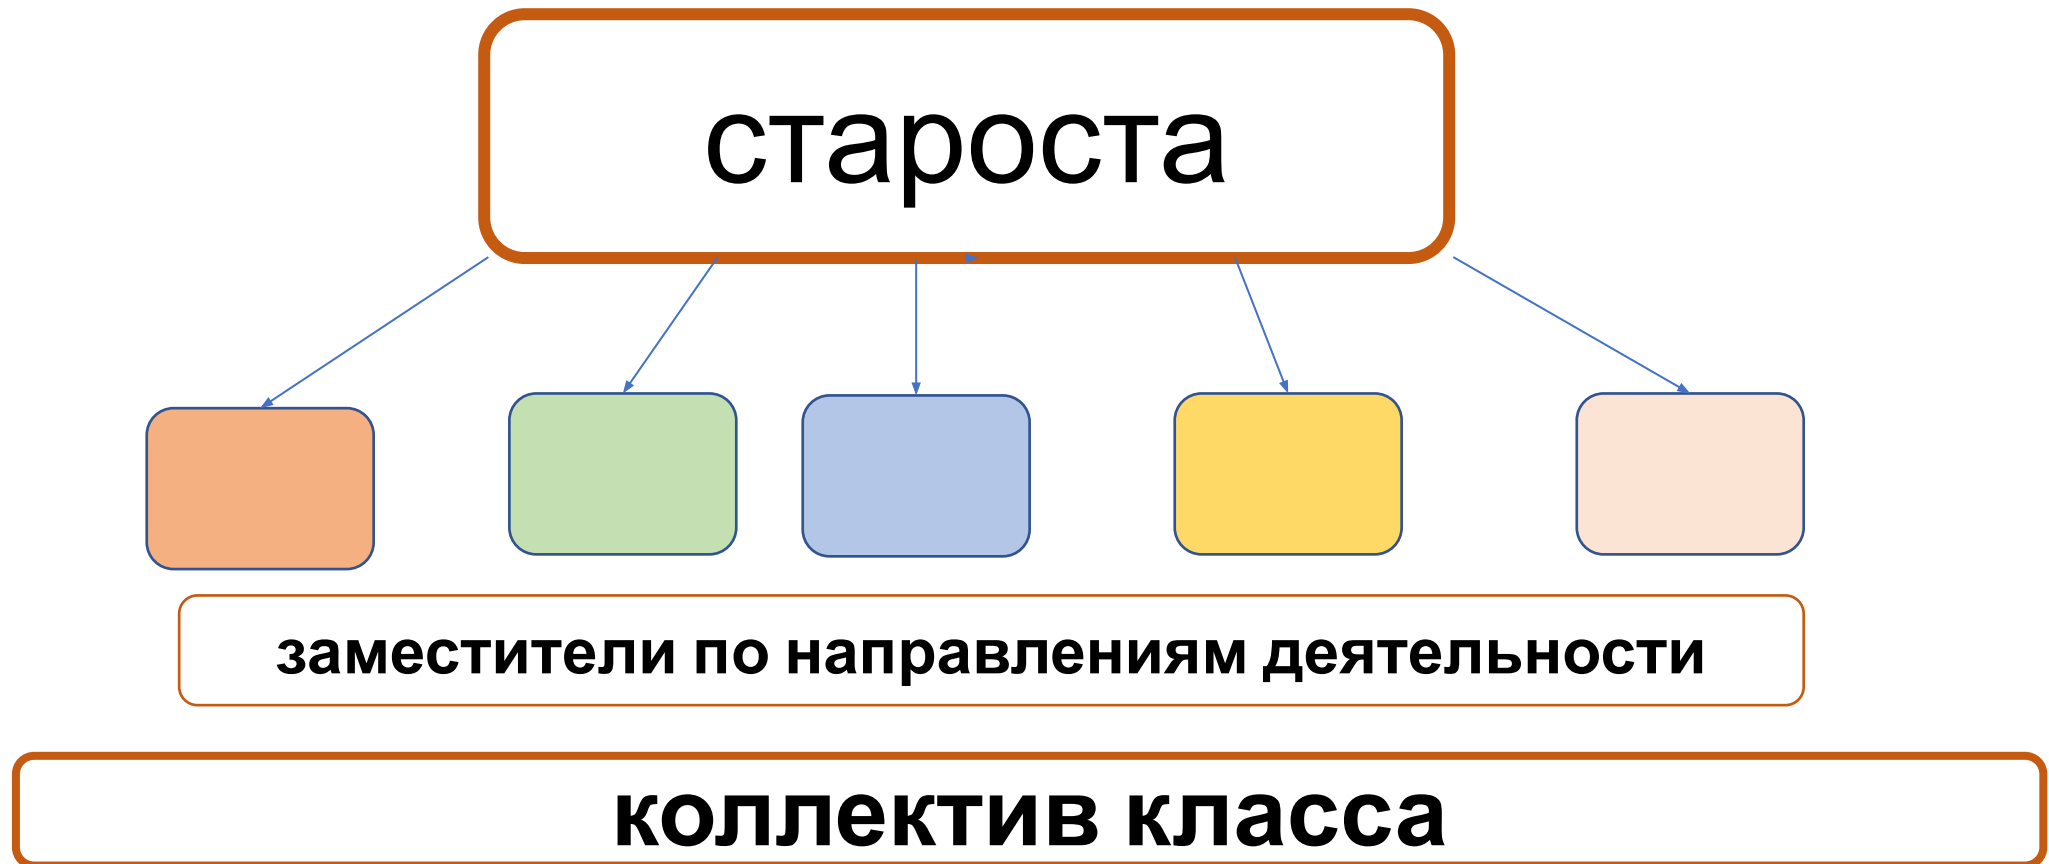 староста
заместители по направлениям деятельности
коллектив класса